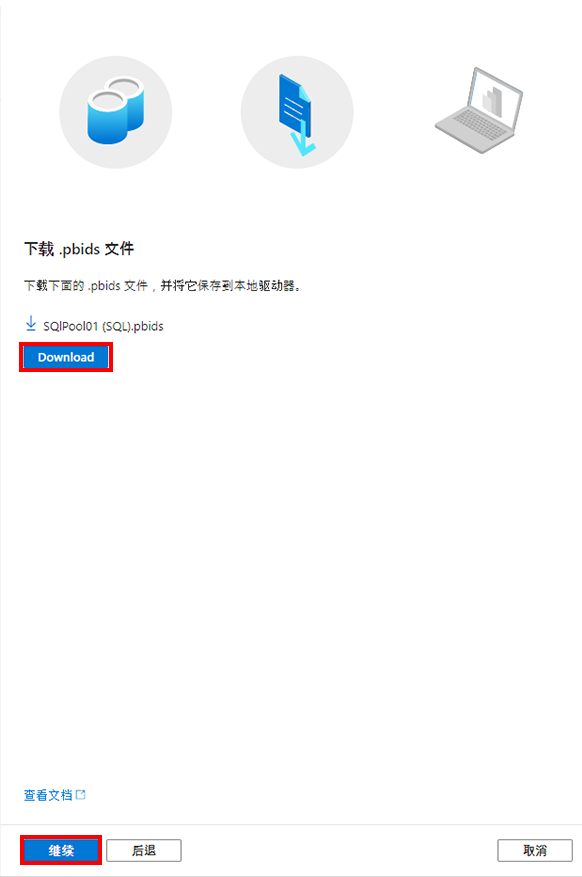 下载 .pbids 文件
下载下面的 .pbids 文件，并将它保存到本地驱动器。
SQlPool01 (SQL).pbids
Download
查看文档
继续
后退
取消